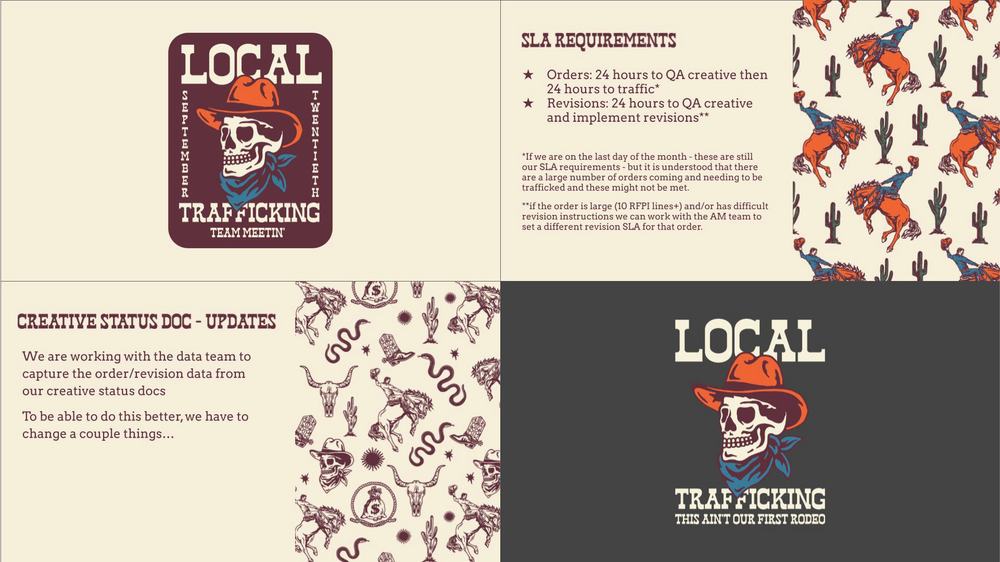 LOCAL
SEPTEMBER
TWENTIETH
TRAFFICKING
TEAM MEETIN'
SLA REQUIREMENTS
★ Orders: 24 hours to QA creative then
24 hours to traffic*
★ Revisions: 24 hours to QA creative
and implement revisions**
*If we are on the last day of the month - these are still
our SLA requirements - but it is understood that there
are a large number of orders coming and needing to be
trafficked and these might not be met.
**if the order is large (10 RFPI lines+) and/or has difficult
revision instructions we can work with the AM team to
set a different revision SLA for that order.
CREATIVE STATUS DOC - UPDATES
We are working with the data team to
capture the order/revision data from
our creative status docs
To be able to do this better, we have to
change a couple things...
$
$
LOCAL
TRAFFICKING
THIS AIN'T OUR FIRST RODEO